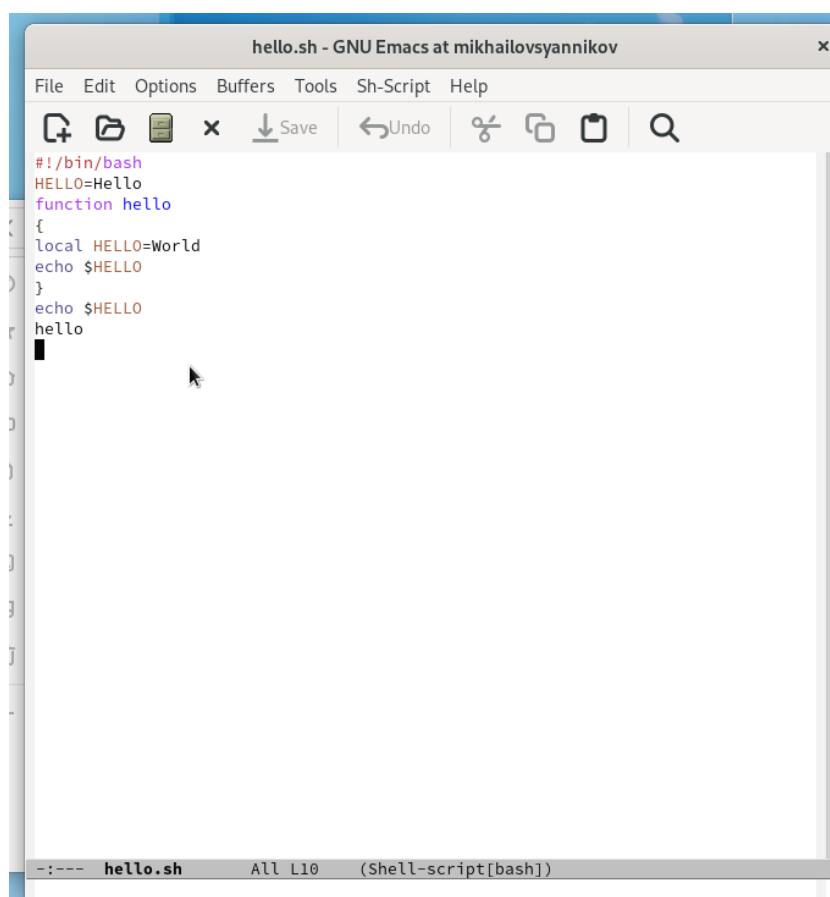 hello.sh - GNU Emacs at mikhailovsyannikov
File Edit Options Buffers Tools Sh-Script Help
Save Undo
#!/bin/bash
HELLO=Hello
function hello
{
local HELLO=World
echo $HELLO
}
echo $HELLO
hello
-:--- hello.sh All L10 (Shell-script[bash])